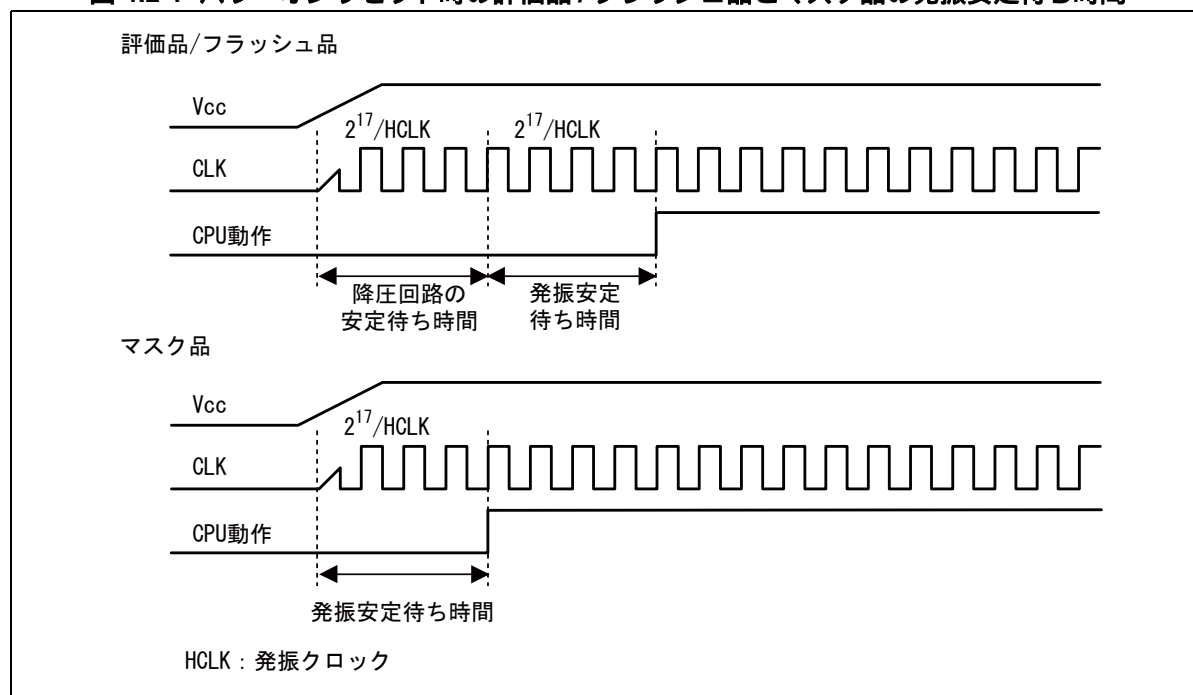 評価品/フラッシュ品
Vcc
2^17/HCLK 2^17/HCLK
CLK
CPU動作
降圧回路の
安定待ち時間
発振安定
待ち時間
マスク品
Vcc
2^17/HCLK
CLK
CPU動作
発振安定待ち時間
HCLK:発振クロック